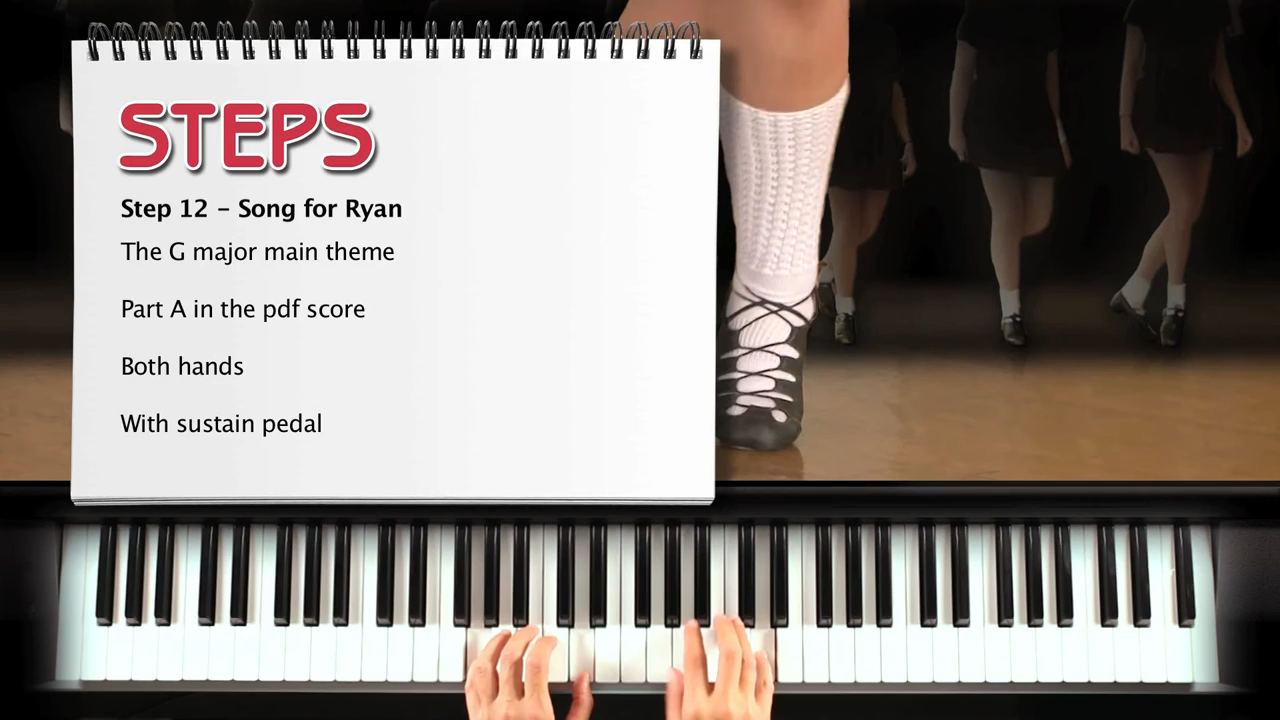 STEPS
Step 12 – Song for Ryan
The G major main theme
Part A in the pdf score
Both hands
With sustain pedal